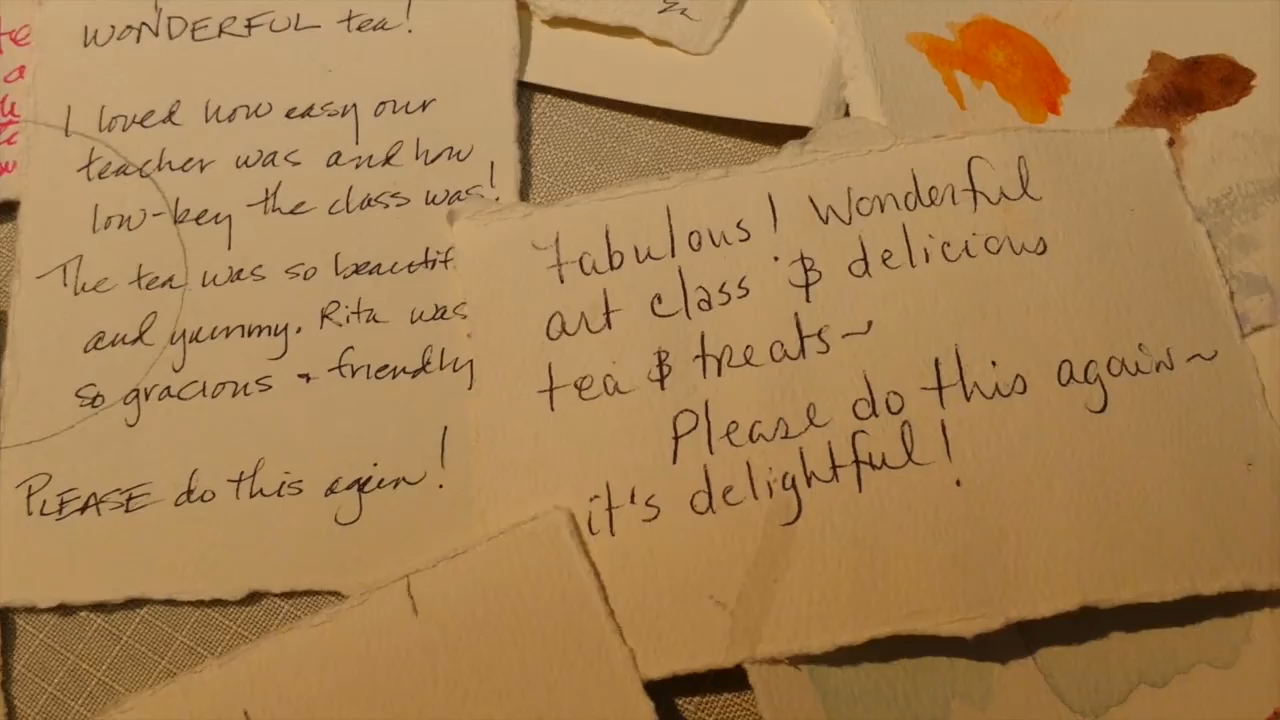 WONDERFUL tea!
I loved how easy our
teacher was and how
low-key the class was!
The tea was so beautif
and yummy. Rita was
so gracious + friendly
PLEASE do this again!
Fabulous! Wonderful
art class & delicious
tea & treats~
Please do this again~
it's delightful!